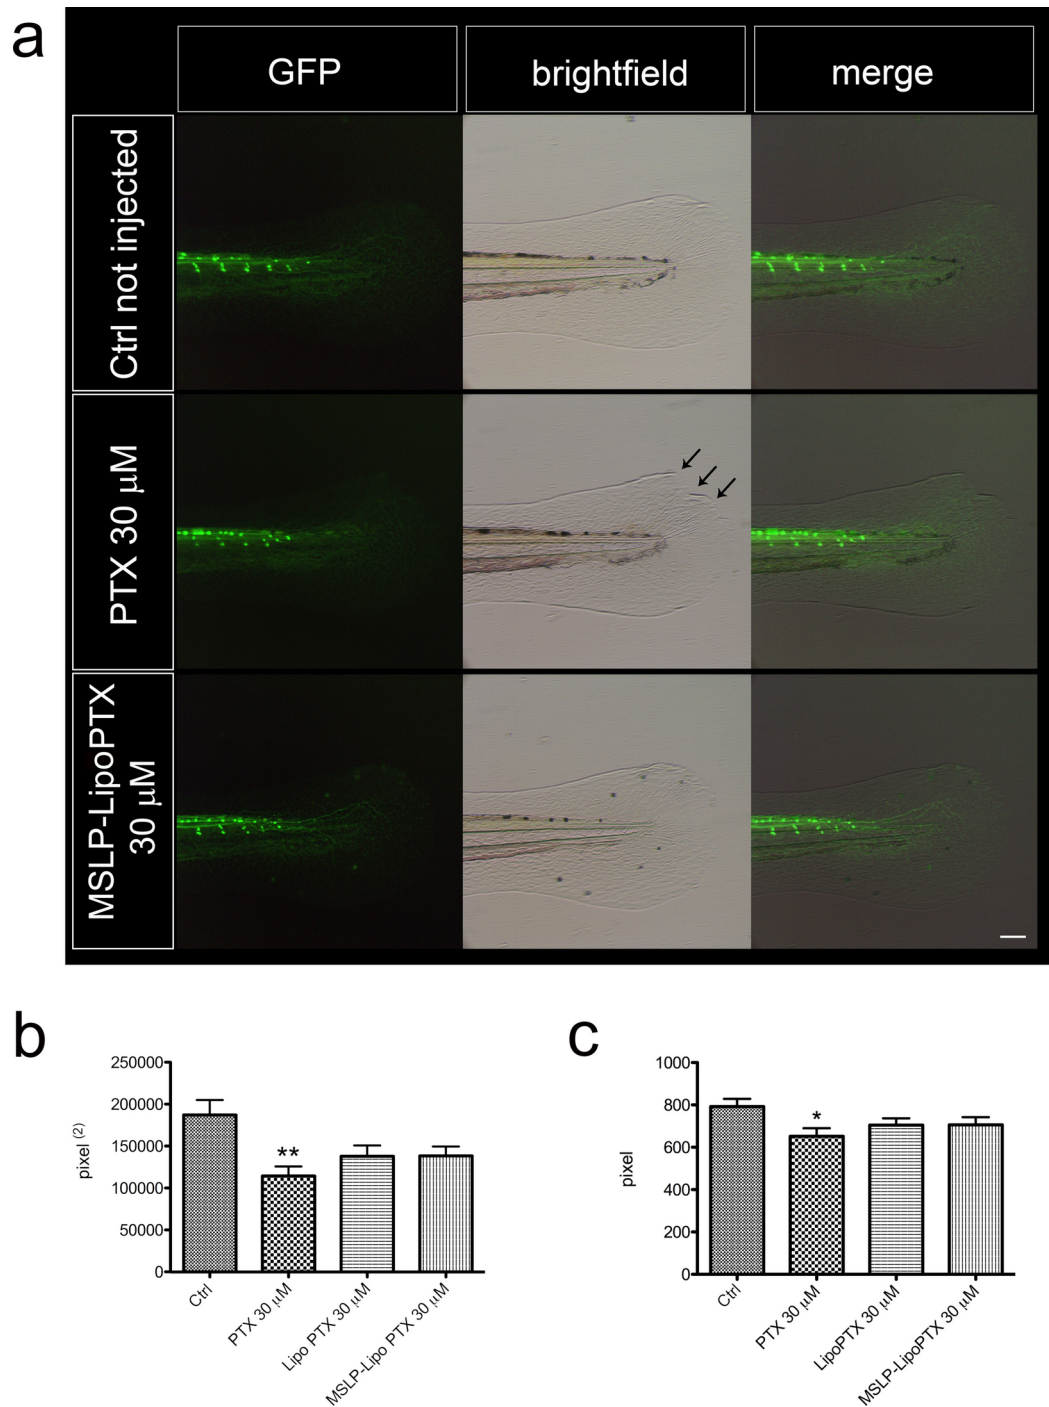 a
GFP
brightfield
merge
Ctrl not injected
PTX 30 μM
MSLP-LipoPTX
30 μM
b
250000
200000
150000
100000
50000
0
pixel (2)
**
Ctrl
PTX 30 μM
Lipo PTX 30 μM
MSLP-Lipo PTX 30 μM
c
1000
800
600
400
200
0
pixel
*
Ctrl
PTX 30 μM
LipoPTX 30 μM
MSLP-LipoPTX 30 μM